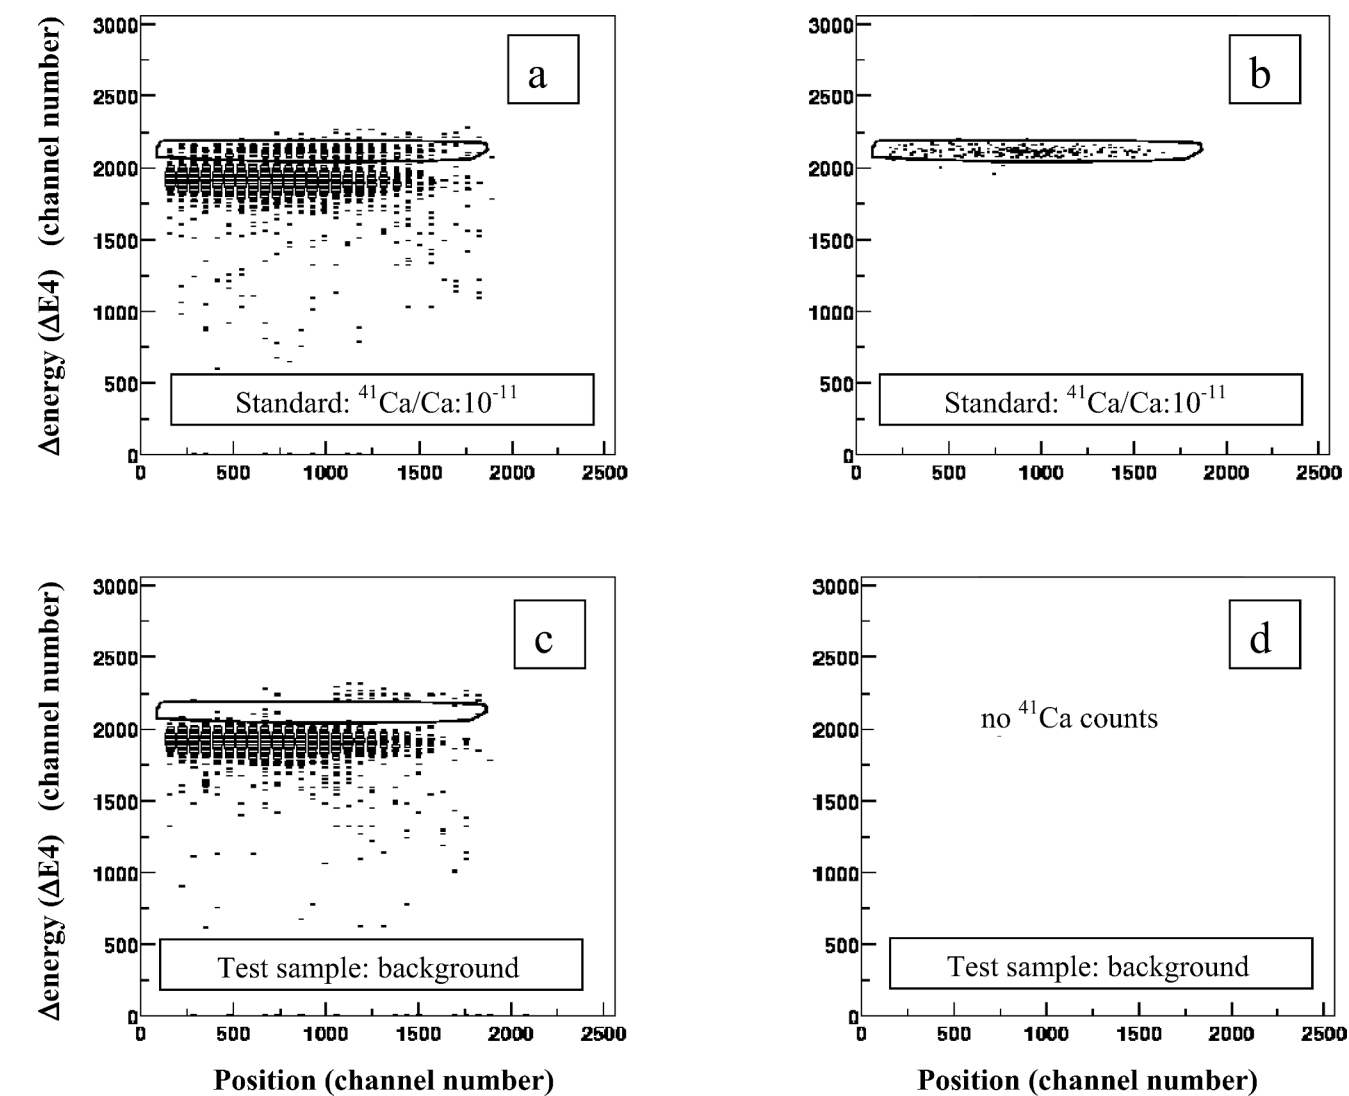 Δenergy (ΔE4) (channel number)
3000
2500
2000
1500
1000
500
0
a
Standard: ⁴¹Ca/Ca:10⁻¹¹
0 500 1000 1500 2000 2500
3000
2500
2000
1500
1000
500
0
b
Standard: ⁴¹Ca/Ca:10⁻¹¹
0 500 1000 1500 2000 2500
Δenergy (ΔE4) (channel number)
3000
2500
2000
1500
1000
500
0
c
Test sample: background
0 500 1000 1500 2000 2500
Position (channel number)
3000
2500
2000
1500
1000
500
0
d
no ⁴¹Ca counts
Test sample: background
0 500 1000 1500 2000 2500
Position (channel number)